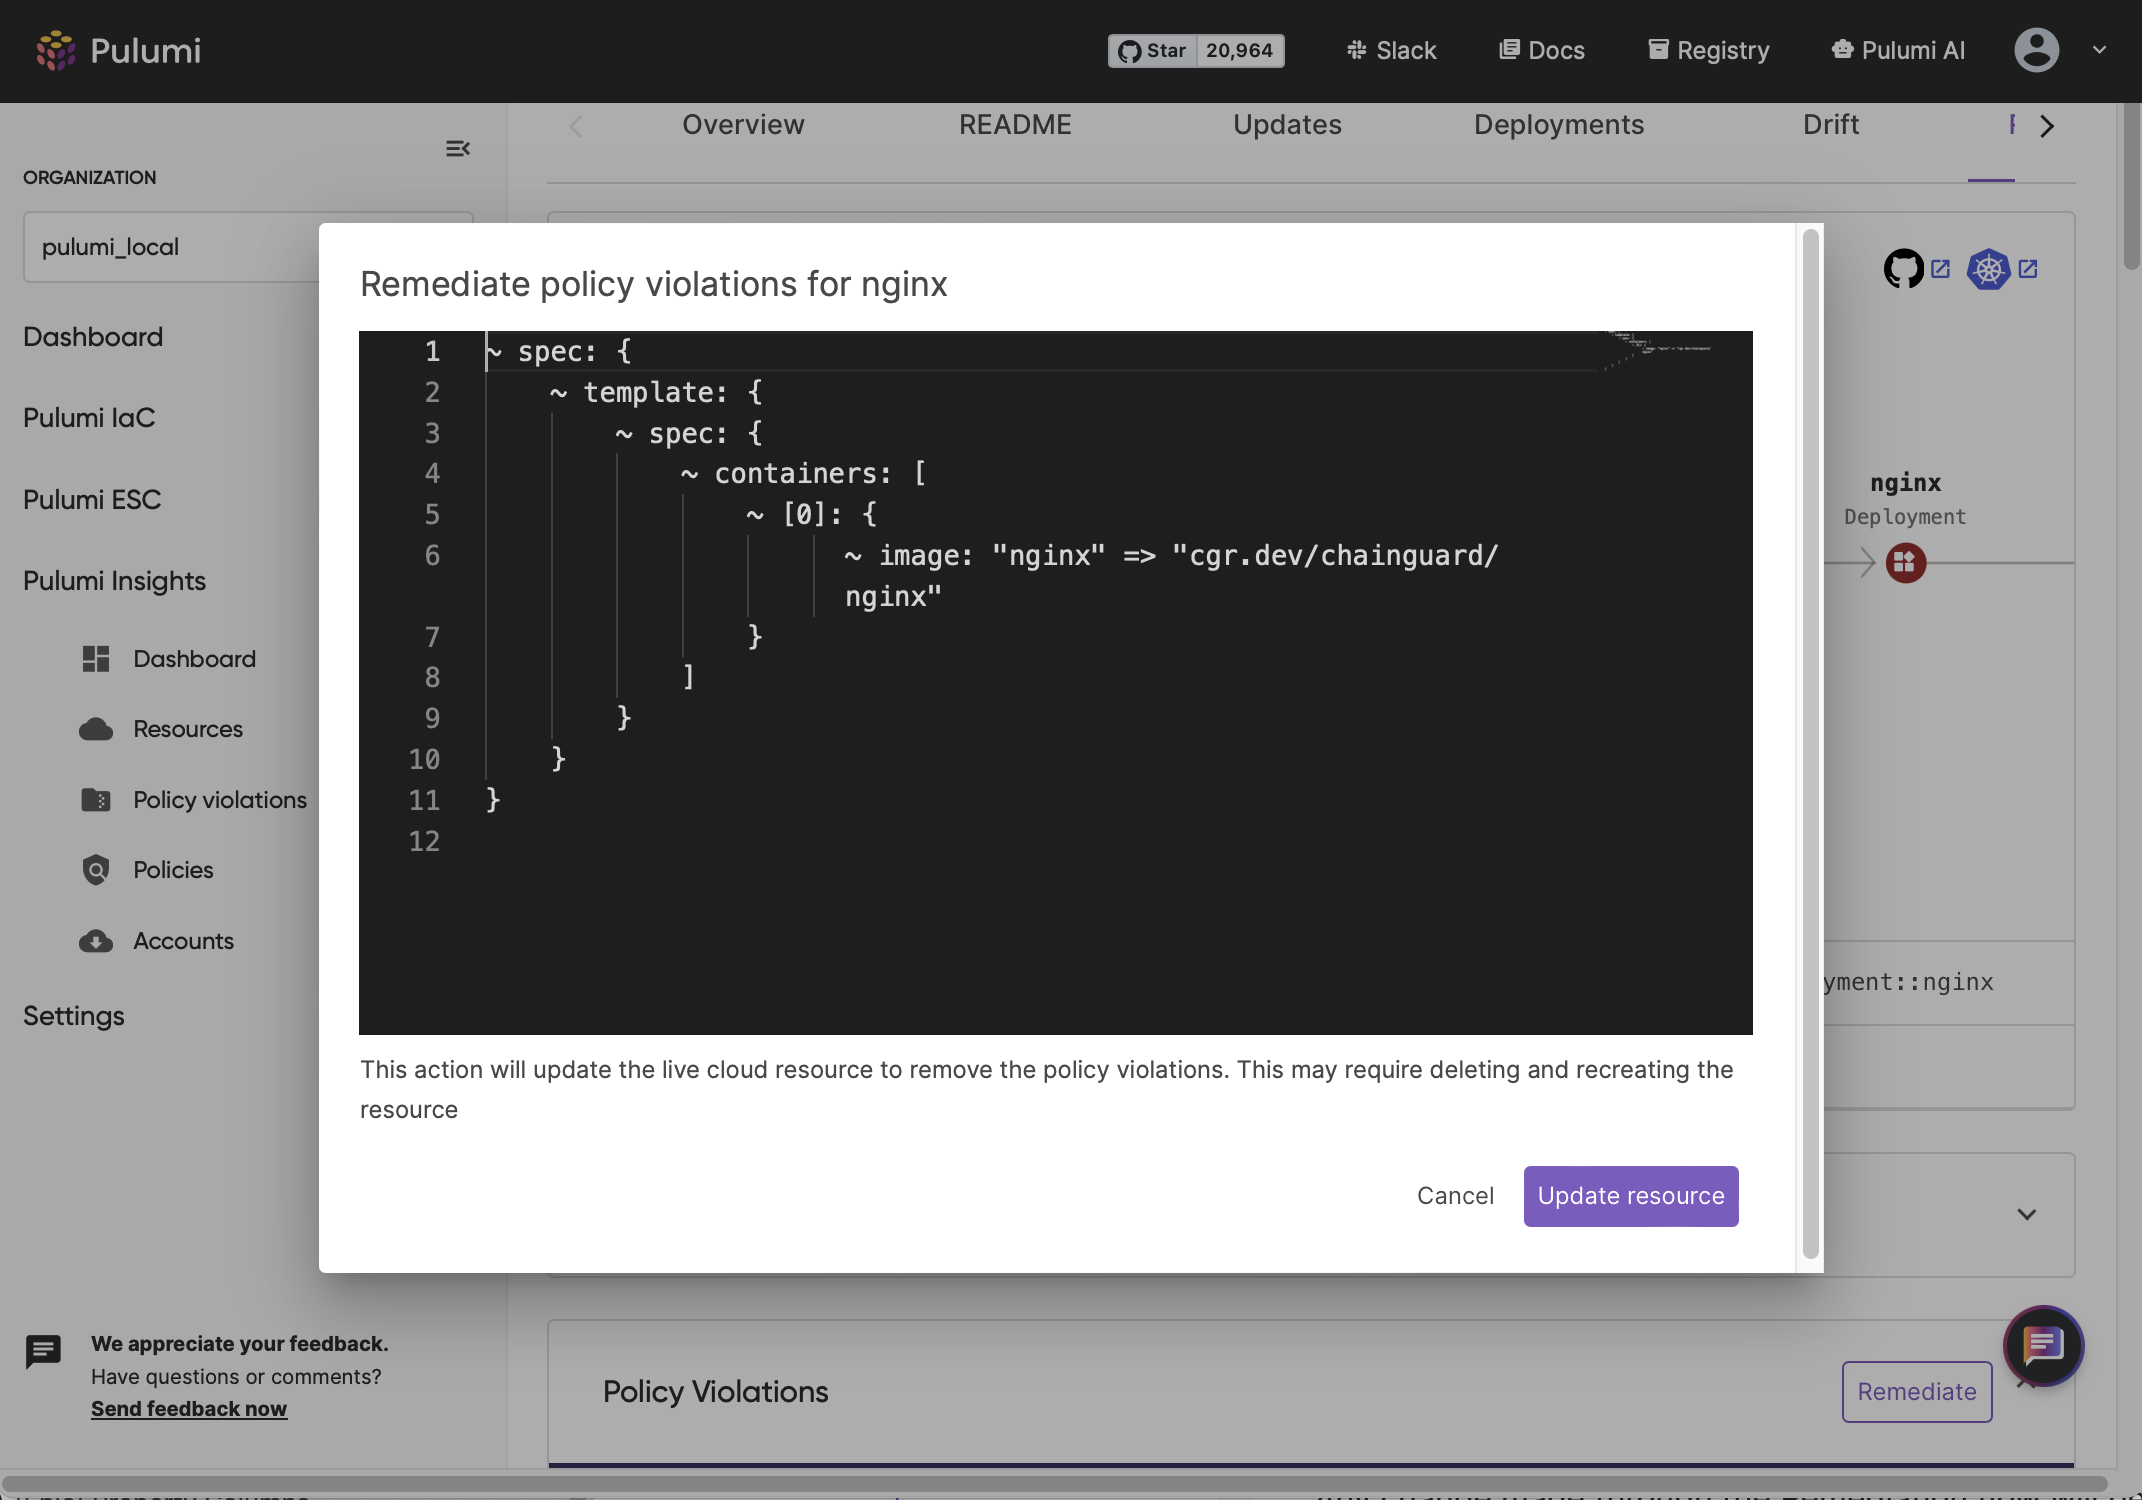 Pulumi
Star 20,964
Slack
Docs
Registry
Pulumi AI
Overview
README
Updates
Deployments
Drift
ORGANIZATION
pulumi_local
Dashboard
Pulumi IaC
Pulumi ESC
Pulumi Insights
Dashboard
Resources
Policy violations
Policies
Accounts
Settings
We appreciate your feedback.
Have questions or comments?
Send feedback now
Remediate policy violations for nginx
1 ~ spec: {
2 ~ template: {
3 ~ spec: {
4 ~ containers: [
5 ~ [0]: {
6 ~ image: "nginx" => "cgr.dev/chainguard/
nginx"
7 }
8 ]
9 }
10 }
11 }
12
This action will update the live cloud resource to remove the policy violations. This may require deleting and recreating the
resource
Cancel
Update resource
nginx
Deployment
yment::nginx
Policy Violations
Remediate